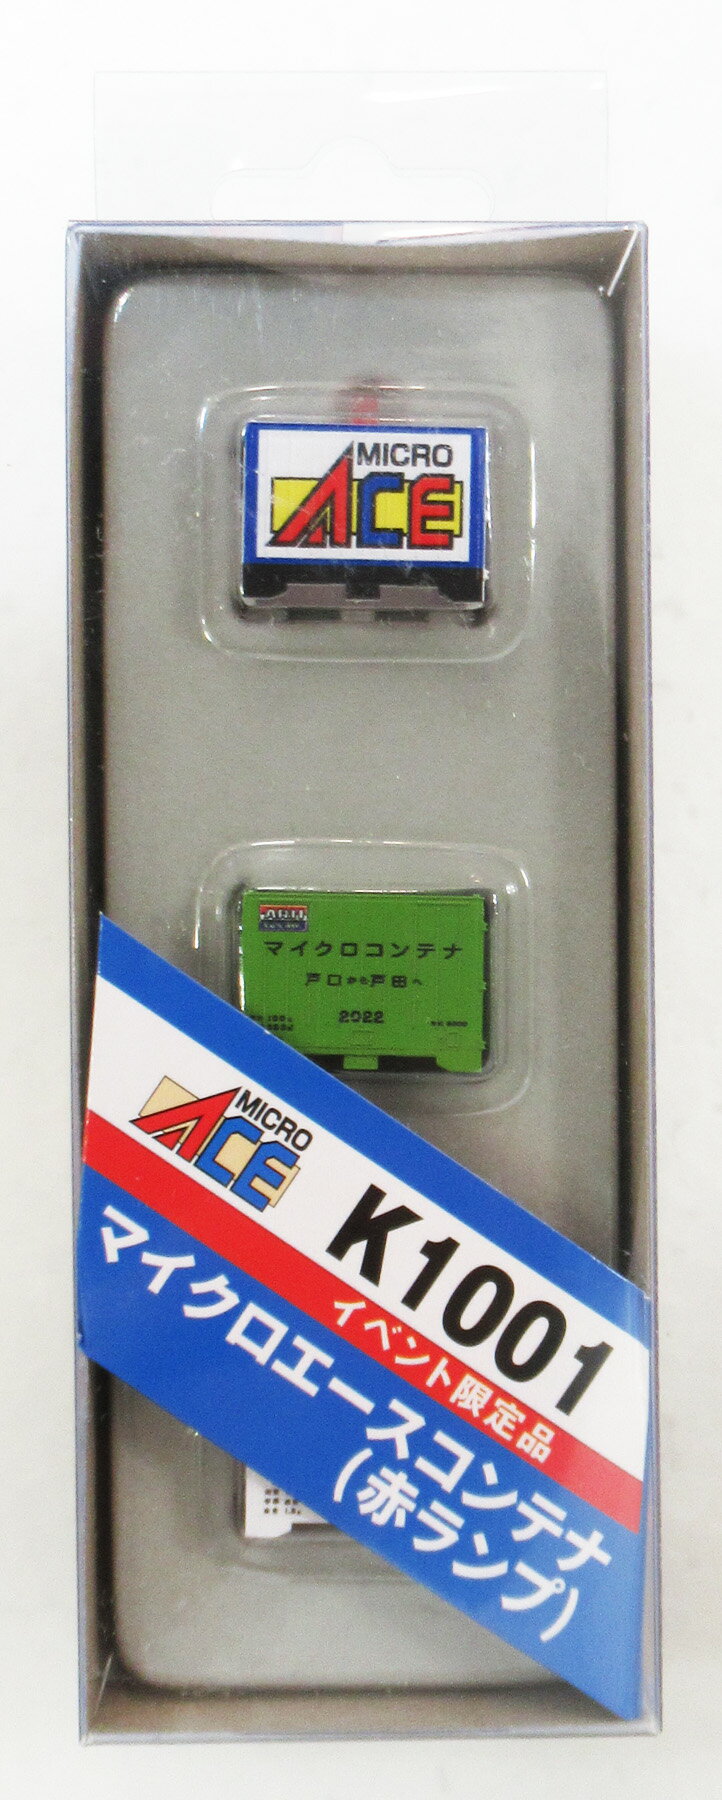 MICRO
ACE
マイクロコンテナ
戸口から戸田へ
2022
MICRO
ACE
K1001
イベント限定品
マイクロエースコンテナ
(赤ランプ)